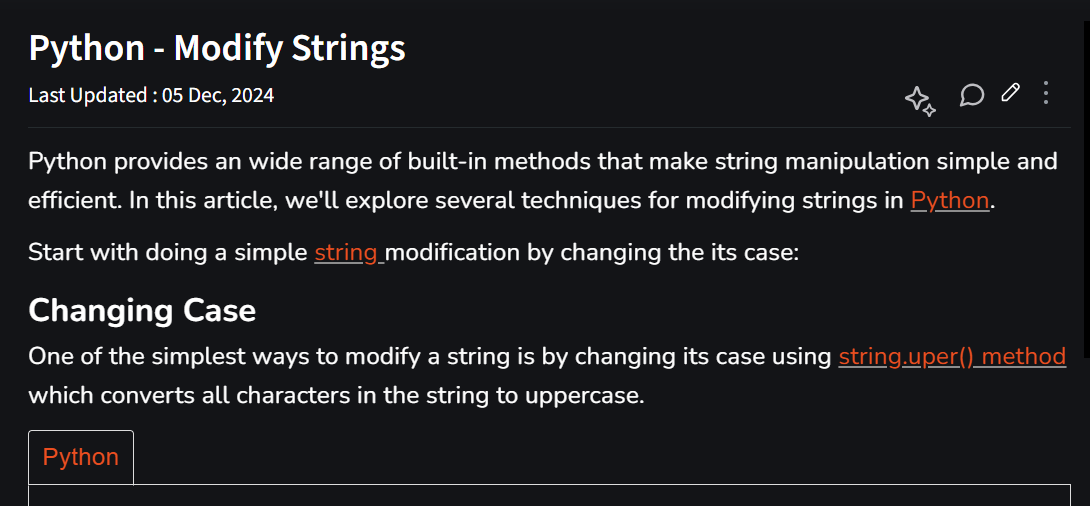 Python - Modify Strings
Last Updated : 05 Dec, 2024
Python provides an wide range of built-in methods that make string manipulation simple and
efficient. In this article, we'll explore several techniques for modifying strings in Python.
Start with doing a simple string modification by changing the its case:
Changing Case
One of the simplest ways to modify a string is by changing its case using string.uper() method
which converts all characters in the string to uppercase.
Python